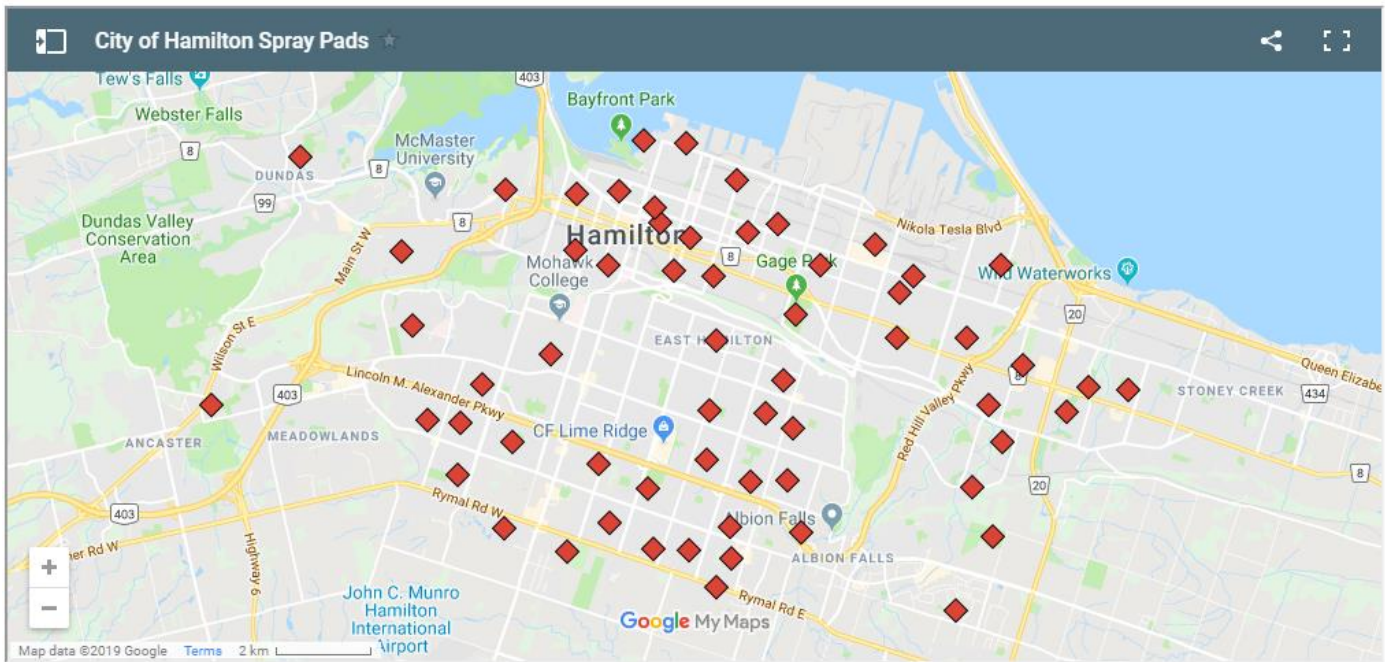 City of Hamilton Spray Pads
Tew's Falls
403
Bayfront Park
Webster Falls
McMaster
University
8
8
DUNDAS
99
8
Nikola Tesla Blvd
Dundas Valley
Conservation
Area
Main St W
Hamilton
8
Mohawk
College
Gage Park
Wild Waterworks
20
EAST HAMILTON
Wilson St E
Lincoln M. Alexander Pkwy
Red Hill Valley Pkwy
8
Queen Elizabe
403
STONEY CREEK
434
ANCASTER
MEADOWLANDS
CF Lime Ridge
8
20
Rymal Rd W
403
Albion Falls
ner Rd W
Highway 6
ALBION FALLS
+
−
John C. Munro
Hamilton
International
Airport
Rymal Rd E
Google My Maps
Map data ©2019 Google Terms 2 km